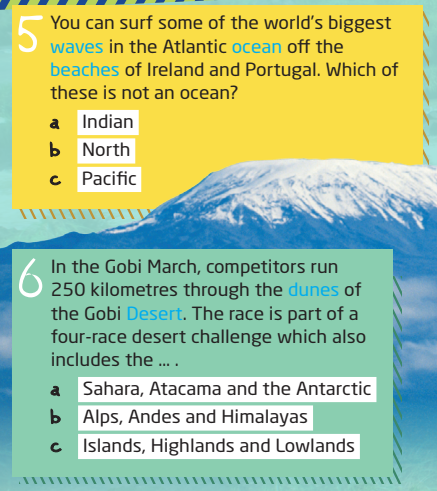 5 You can surf some of the world's biggest
waves in the Atlantic ocean off the
beaches of Ireland and Portugal. Which of
these is not an ocean?
a Indian
b North
c Pacific
6 In the Gobi March, competitors run
250 kilometres through the dunes of
the Gobi Desert. The race is part of a
four-race desert challenge which also
includes the ... .
a Sahara, Atacama and the Antarctic
b Alps, Andes and Himalayas
c Islands, Highlands and Lowlands